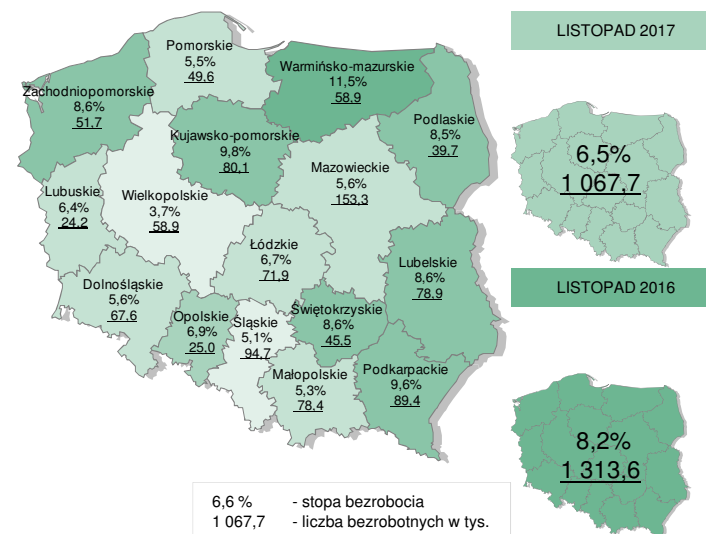 LISTOPAD 2017
Pomorskie
5,5%
49,6
Warmińsko-mazurskie
11,5%
58,9
Zachodniopomorskie
8,6%
51,7
Podlaskie
8,5%
39,7
Kujawsko-pomorskie
9,8%
80,1
6,5%
1 067,7
Mazowieckie
5,6%
153,3
Lubuskie
6,4%
24,2
Wielkopolskie
3,7%
58,9
Łódzkie
6,7%
71,9
Lubelskie
8,6%
78,9
LISTOPAD 2016
Dolnośląskie
5,6%
67,6
Opolskie
6,9%
25,0
Śląskie
5,1%
94,7
Świętokrzyskie
8,6%
45,5
Małopolskie
5,3%
78,4
Podkarpackie
9,6%
89,4
8,2%
1 313,6
6,6 % - stopa bezrobocia
1 067,7 - liczba bezrobotnych w tys.